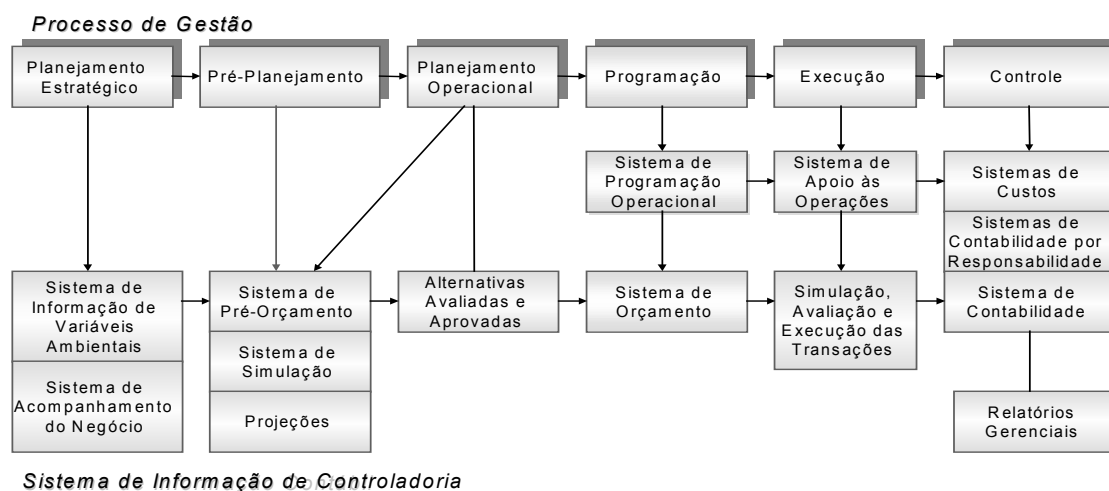 Processo de Gestão
Planejamento
Estratégico
Pré-Planejamento
Planejamento
Operacional
Programação
Execução
Controle
Sistema de
Programação
Operacional
Sistema de
Apoio às
Operações
Sistemas de
Custos
Sistemas de
Contabilidade por
Responsabilidade
Sistema de
Informação de
Variáveis
Ambientais
Sistema de
Acompanhamento
do Negócio
Sistema de
Pré-Orçamento
Sistema de
Simulação
Projeções
Alternativas
Avaliadas e
Aprovadas
Sistema de
Orçamento
Simulação,
Avaliação e
Execução das
Transações
Sistema de
Contabilidade
Relatórios
Gerenciais
Sistema de Informação de Controladoria